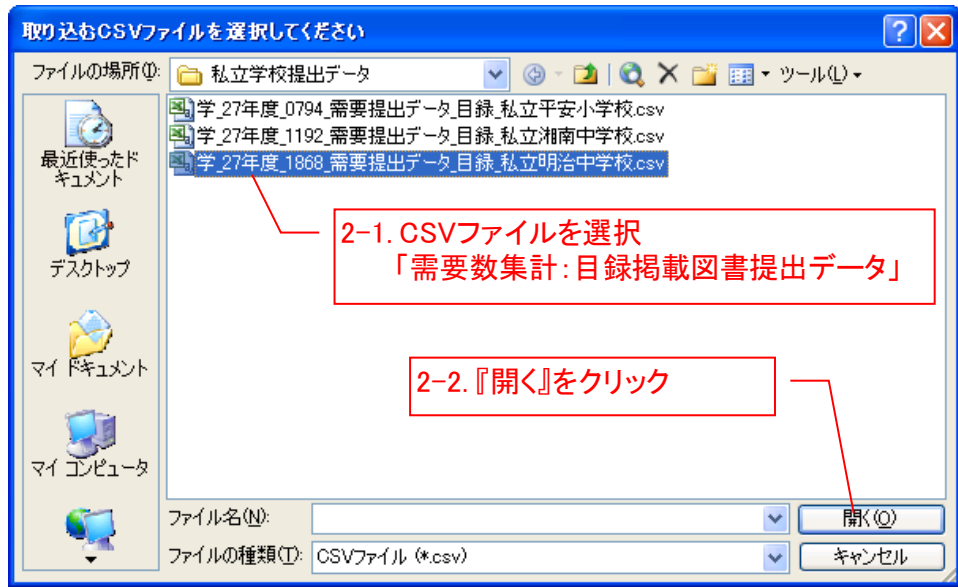 取り込むCSVファイルを選択してください
ファイルの場所(I):
私立学校提出データ
ツール(L)
学_27年度_0794_需要提出データ_目録_私立平安小学校.csv
学_27年度_1192_需要提出データ_目録_私立湘南中学校.csv
学_27年度_1868_需要提出データ_目録_私立明治中学校.csv
最近使ったド
キュメント
デスクトップ
マイ ドキュメント
マイ コンピュータ
2-1. CSVファイルを選択
「需要数集計：目録掲載図書提出データ」
2-2.『開く』をクリック
ファイル名(N):
開く(O)
ファイルの種類(T):
CSVファイル (*.csv)
キャンセル